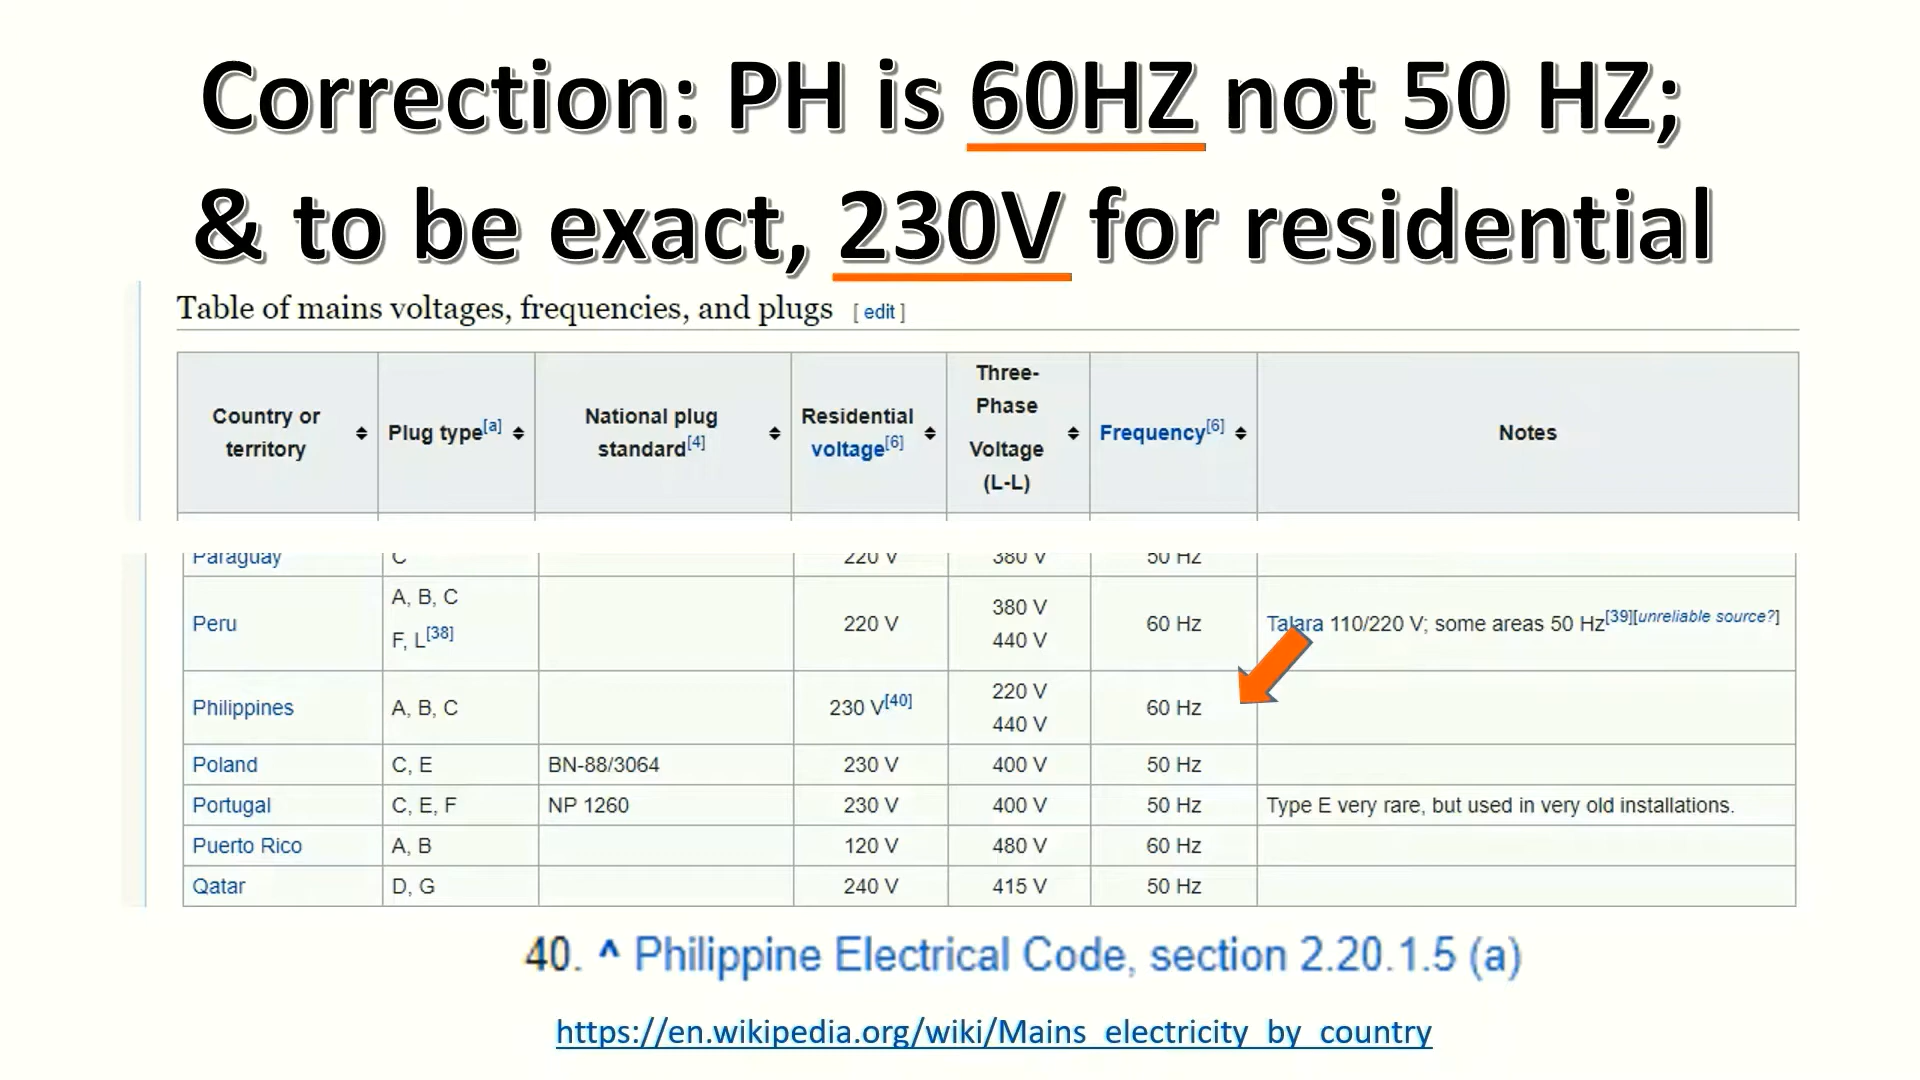 Correction: PH is 60HZ not 50 HZ;
& to be exact, 230V for residential
Table of mains voltages, frequencies, and plugs [ edit ]
Country or territory Plug type[a] National plug standard[4] Residential voltage[6] Three-Phase Voltage (L-L) Frequency[6] Notes
Paraguay C 220 V 380 V 50 Hz
Peru A, B, C F, L[38] 220 V 380 V 440 V 60 Hz Talara 110/220 V; some areas 50 Hz[39][unreliable source?]
Philippines A, B, C 230 V[40] 220 V 440 V 60 Hz
Poland C, E BN-88/3064 230 V 400 V 50 Hz
Portugal C, E, F NP 1260 230 V 400 V 50 Hz Type E very rare, but used in very old installations.
Puerto Rico A, B 120 V 480 V 60 Hz
Qatar D, G 240 V 415 V 50 Hz
40. ^ Philippine Electrical Code, section 2.20.1.5 (a)
https://en.wikipedia.org/wiki/Mains_electricity_by_country